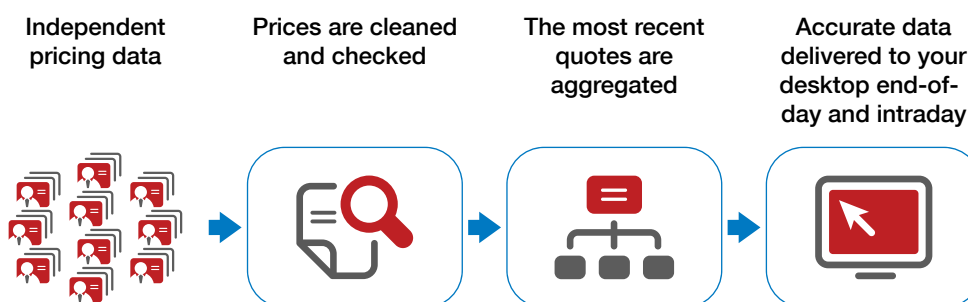 Independent
pricing data
Prices are cleaned
and checked
The most recent
quotes are
aggregated
Accurate data
delivered to your
desktop end-of-
day and intraday